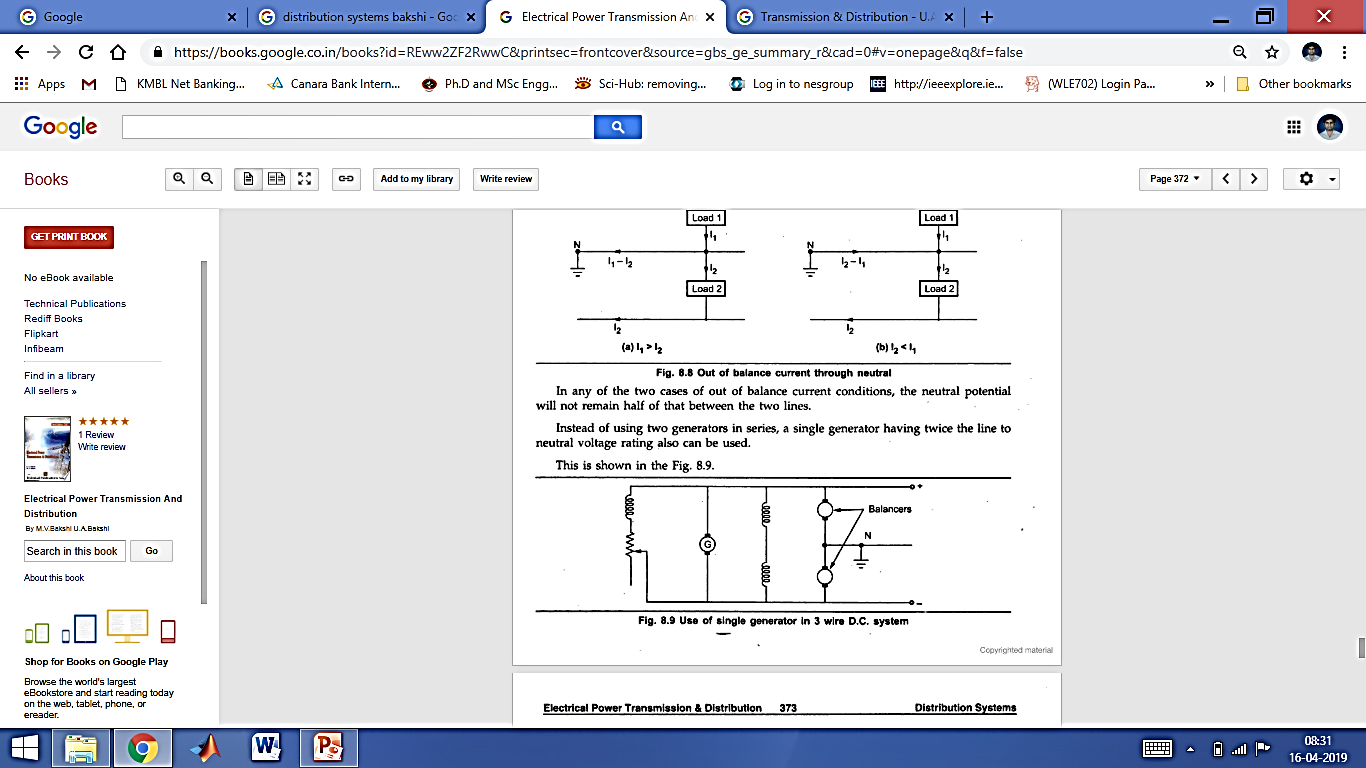 Google
distribution systems bakshi - Goo
Electrical Power Transmission An
Transmission & Distribution - U.A
https://books.google.co.in/books?id=REww2ZF2RwwC&printsec=frontcover&source=gbs_ge_summary_r&cad=0#v=onepage&q&f=false
Apps
KMBL Net Banking...
Canara Bank Intern...
Ph.D and MSc Engg...
Sci-Hub: removing...
Log in to nesgroup
IEEE
http://ieeexplore.ie...
(WLE702) Login Pa...
»
Other bookmarks
Google
Books
Add to my library
Write review
Page 372
GET PRINT BOOK
No eBook available
Technical Publications
Rediff Books
Flipkart
Infibeam
Find in a library
All sellers »
1 Review
Write review
Electrical Power Transmission And
Distribution
By M.V.Bakshi U.A.Bakshi
Search in this book
Go
About this book
Shop for Books on Google Play
Browse the world's largest
eBookstore and start reading today
on the web, tablet, phone, or
ereader.
Load 1
I₁
N
I₁ – I₂
I₂
Load 2
I₂
(a) I₁ > I₂
Load 1
I₁
N
I₂ – I₁
I₂
Load 2
I₂
(b) I₂ < I₁
Fig. 8.8 Out of balance current through neutral
In any of the two cases of out of balance current conditions, the neutral potential
will not remain half of that between the two lines.
Instead of using two generators in series, a single generator having twice the line to
neutral voltage rating also can be used.
This is shown in the Fig. 8.9.
+
Balancers
N
G
–
Fig. 8.9 Use of single generator in 3 wire D.C. system
Copyrighted material
Electrical Power Transmission & Distribution 373 Distribution Systems
08:31
16-04-2019